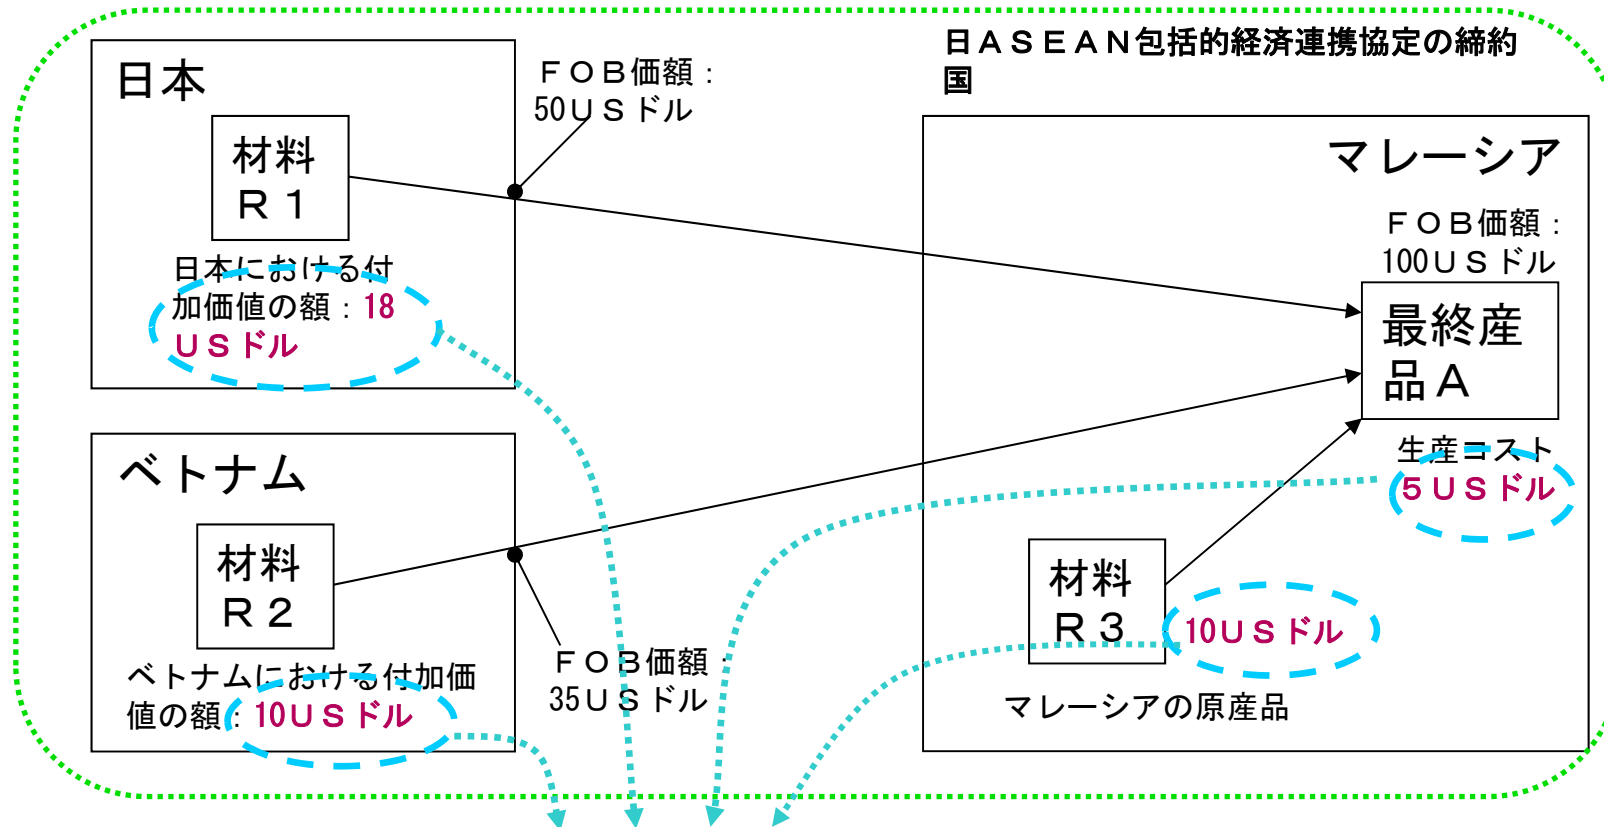 日ＡＳＥＡＮ包括的経済連携協定の締約
国
日本
材料
Ｒ１
日本における付
加価値の額：18
ＵＳドル
ＦＯＢ価額：
50ＵＳドル
ベトナム
材料
Ｒ２
ベトナムにおける付加価
値の額：10ＵＳドル
ＦＯＢ価額：
35ＵＳドル
マレーシア
ＦＯＢ価額：
100ＵＳドル
最終産
品Ａ
生産コスト
５ＵＳドル
材料
Ｒ３
10ＵＳドル
マレーシアの原産品